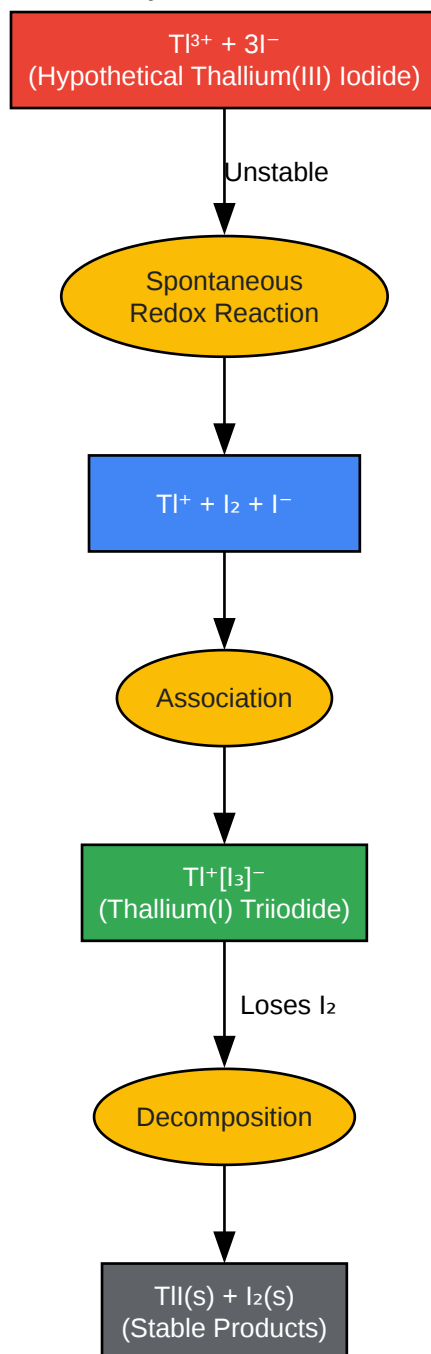 Tl³⁺ + 3I⁻
(Hypothetical Thallium(III) Iodide)
Unstable
Spontaneous
Redox Reaction
Tl⁺ + I₂ + I⁻
Association
Tl⁺[I₃]⁻
(Thallium(I) Triiodide)
Loses I₂
Decomposition
TlI(s) + I₂(s)
(Stable Products)